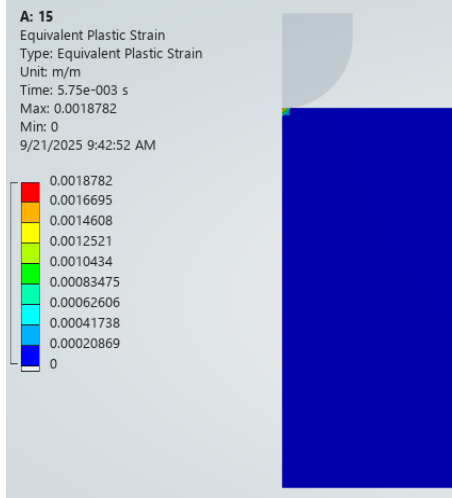 A: 15
Equivalent Plastic Strain
Type: Equivalent Plastic Strain
Unit: m/m
Time: 5.75e-003 s
Max: 0.0018782
Min: 0
9/21/2025 9:42:52 AM
0.0018782
0.0016695
0.0014608
0.0012521
0.0010434
0.00083475
0.00062606
0.00041738
0.00020869
0